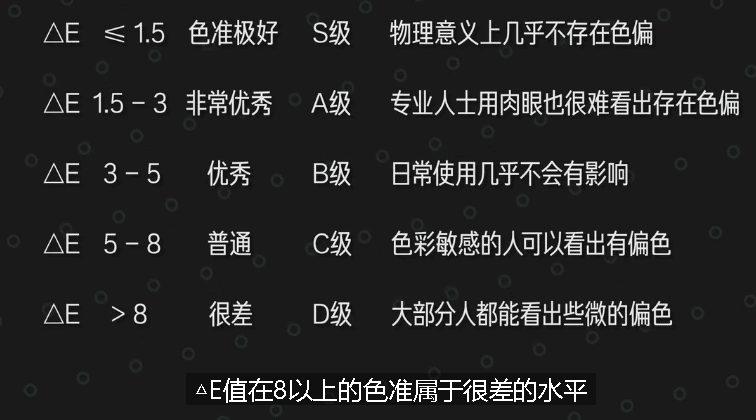 △E ≤ 1.5 色准极好 S级 物理意义上几乎不存在色偏
△E 1.5 – 3 非常优秀 A级 专业人士用肉眼也很难看出存在色偏
△E 3 – 5 优秀 B级 日常使用几乎不会有影响
△E 5 – 8 普通 C级 色彩敏感的人可以看出有偏色
△E > 8 很差 D级 大部分人都能看出些微的偏色
△E值在8以上的色准属于很差的水平